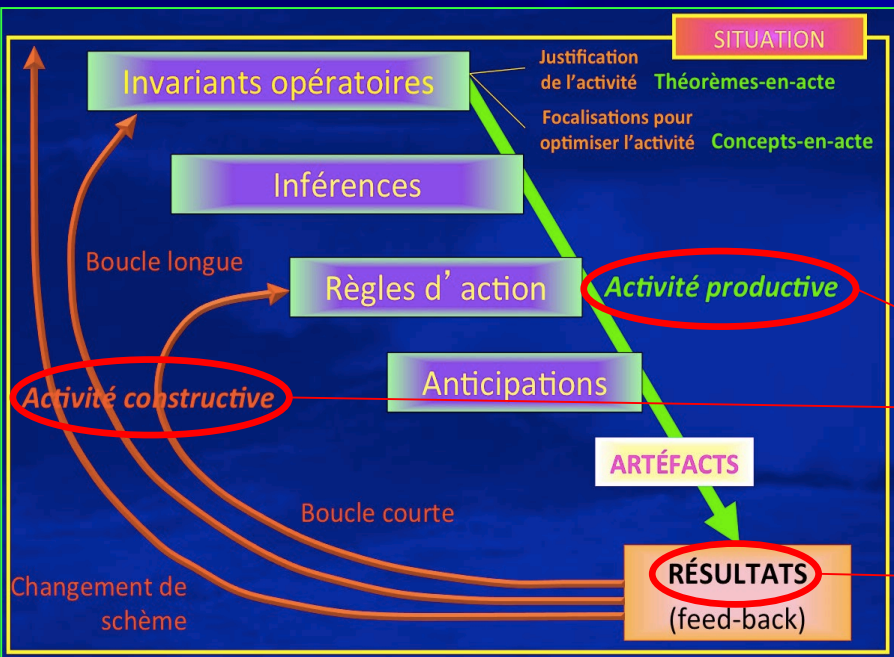 SITUATION
Invariants opératoires
Justification
de l'activité Théorèmes-en-acte
Focalisations pour
optimiser l'activité Concepts-en-acte
Inférences
Boucle longue
Règles d' action
Activité productive
Activité constructive
Anticipations
ARTÉFACTS
Boucle courte
Changement de
schème
RÉSULTATS
(feed-back)